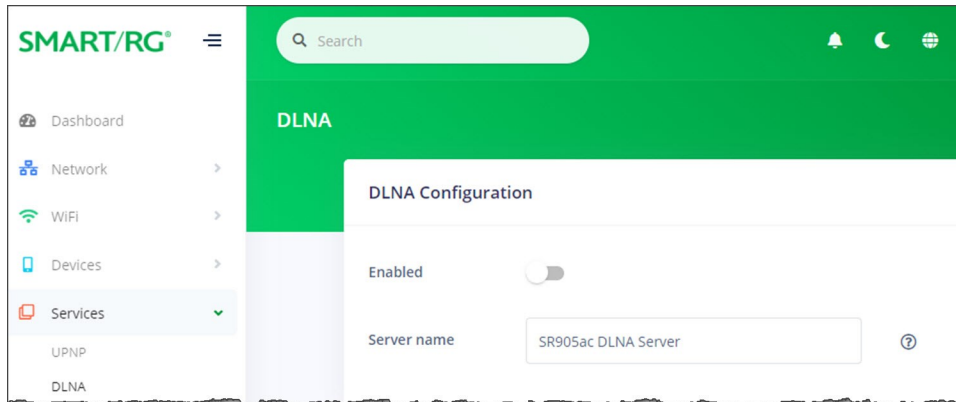 SMART/RG®
Search
Dashboard
DLNA
Network
DLNA Configuration
WiFi
Devices
Enabled
Services
Server name
SR905ac DLNA Server
UPNP
DLNA